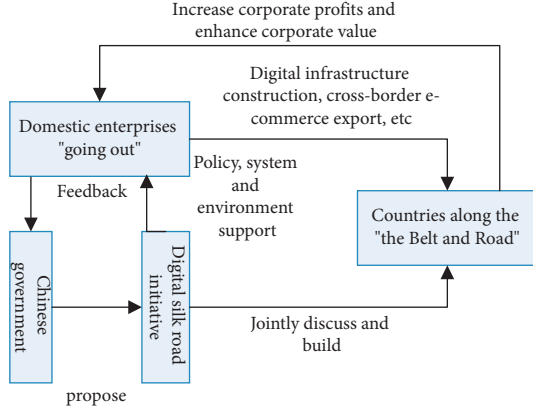 Increase corporate profits and
enhance corporate value
Digital infrastructure
construction, cross-border e-
commerce export, etc
Domestic enterprises
"going out"
Policy, system
and
environment
support
Feedback
Countries along the
"the Belt and Road"
Chinese
government
Digital silk road
initiative
Jointly discuss and
build
propose